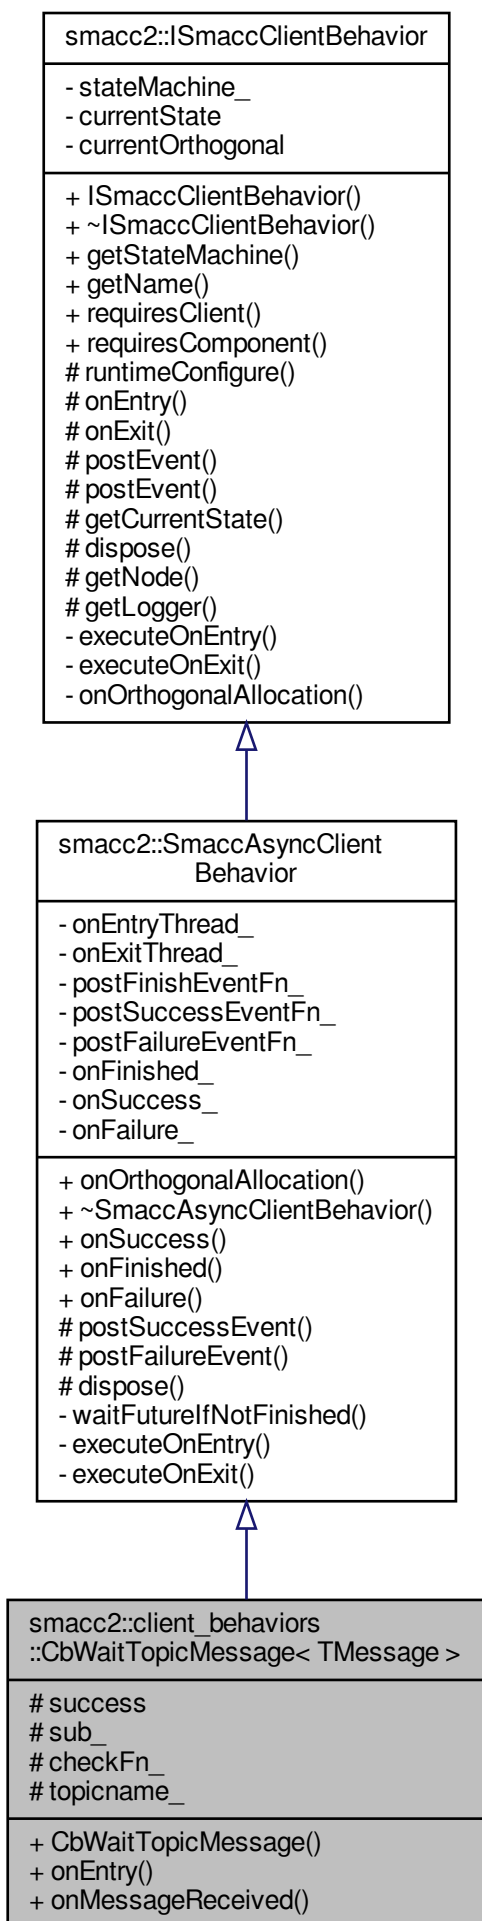 smacc2::ISmaccClientBehavior
- stateMachine_
- currentState
- currentOrthogonal
+ ISmaccClientBehavior()
+ ~ISmaccClientBehavior()
+ getStateMachine()
+ getName()
+ requiresClient()
+ requiresComponent()
# runtimeConfigure()
# onEntry()
# onExit()
# postEvent()
# postEvent()
# getCurrentState()
# dispose()
# getNode()
# getLogger()
- executeOnEntry()
- executeOnExit()
- onOrthogonalAllocation()
smacc2::SmaccAsyncClient
Behavior
- onEntryThread_
- onExitThread_
- postFinishEventFn_
- postSuccessEventFn_
- postFailureEventFn_
- onFinished_
- onSuccess_
- onFailure_
+ onOrthogonalAllocation()
+ ~SmaccAsyncClientBehavior()
+ onSuccess()
+ onFinished()
+ onFailure()
# postSuccessEvent()
# postFailureEvent()
# dispose()
- waitFutureIfNotFinished()
- executeOnEntry()
- executeOnExit()
smacc2::client_behaviors
::CbWaitTopicMessage< TMessage >
# success
# sub_
# checkFn_
# topicname_
+ CbWaitTopicMessage()
+ onEntry()
+ onMessageReceived()